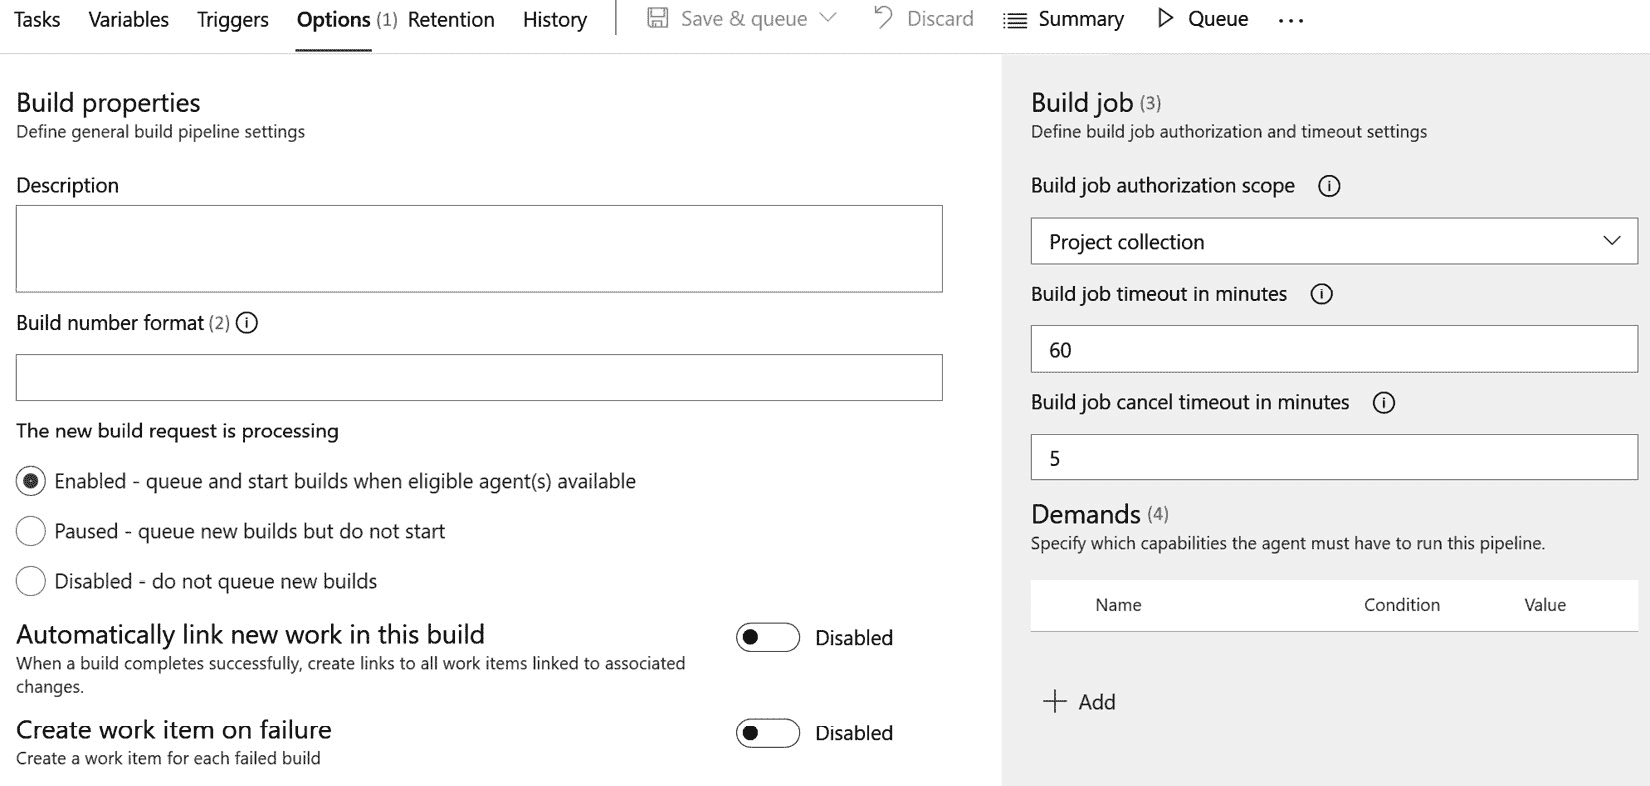 Tasks Variables Triggers Options (1) Retention History Save & queue Discard Summary Queue ...
Build properties
Define general build pipeline settings
Description
Build number format (2)
The new build request is processing
Enabled - queue and start builds when eligible agent(s) available
Paused - queue new builds but do not start
Disabled - do not queue new builds
Automatically link new work in this build
Disabled
When a build completes successfully, create links to all work items linked to associated
changes.
Create work item on failure
Disabled
Create a work item for each failed build
Build job (3)
Define build job authorization and timeout settings
Build job authorization scope
Project collection
Build job timeout in minutes
60
Build job cancel timeout in minutes
5
Demands (4)
Specify which capabilities the agent must have to run this pipeline.
Name Condition Value
+ Add